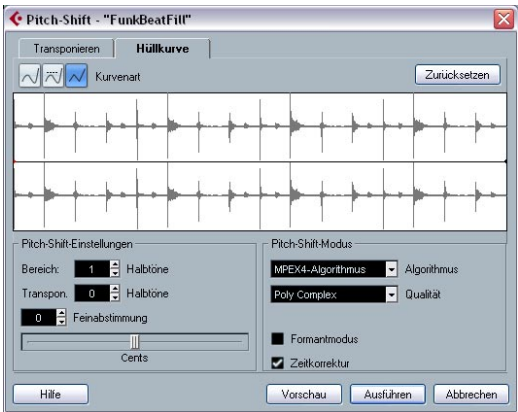 Pitch-Shift - "FunkBeatFill"
Transponieren Hüllkurve
Kurvenart Zurücksetzen
Pitch-Shift-Einstellungen
Bereich: 1 Halbtöne
Transpon. 0 Halbtöne
0 Feinabstimmung
Cents
Pitch-Shift-Modus
MPEX4-Algorithmus Algorithmus
Poly Complex Qualität
Formantmodus
Zeitkorrektur
Hilfe Vorschau Ausführen Abbrechen